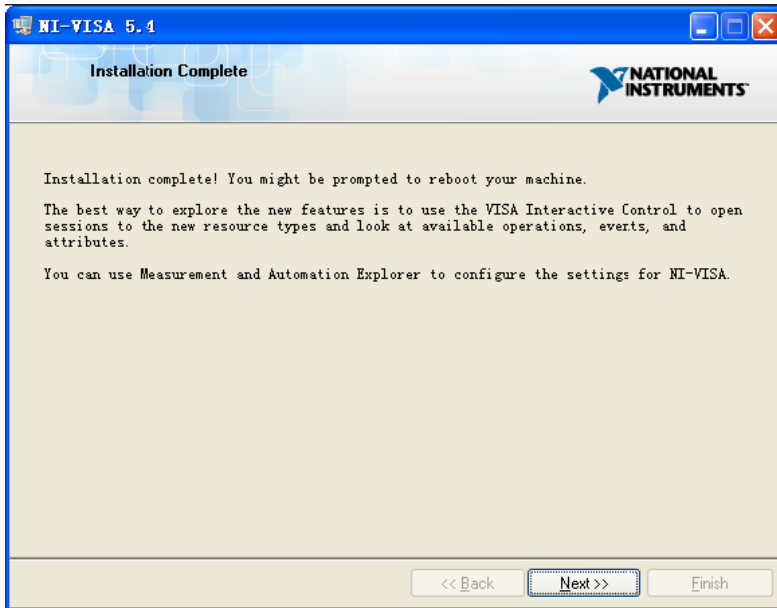 NI-VISA 5.4
Installation Complete
NATIONAL
INSTRUMENTS™
Installation complete! You might be prompted to reboot your machine.
The best way to explore the new features is to use the VISA Interactive Control to open
sessions to the new resource types and look at available operations, events, and
attributes.
You can use Measurement and Automation Explorer to configure the settings for NI-VISA.
<< Back
Next >>
Finish